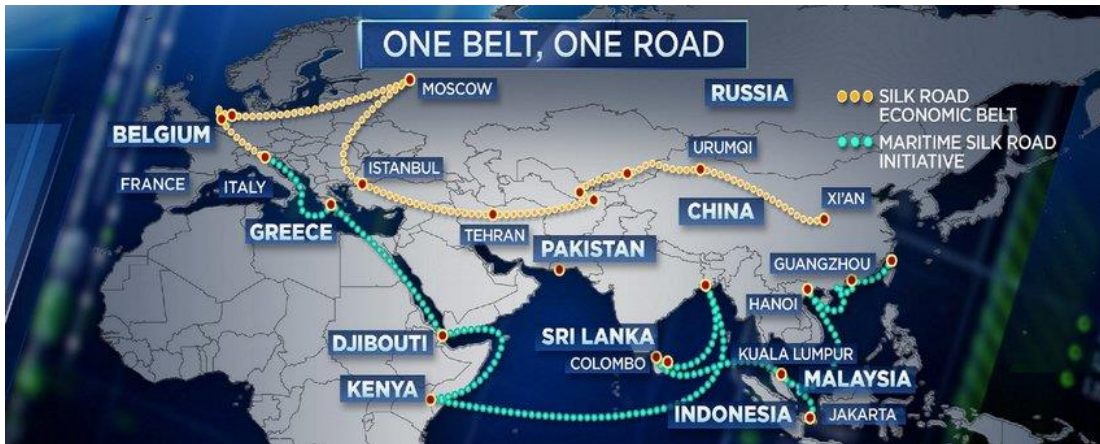 ONE BELT, ONE ROAD
MOSCOW
RUSSIA
SILK ROAD
ECONOMIC BELT
MARITIME SILK ROAD
INITIATIVE
BELGIUM
FRANCE
ITALY
ISTANBUL
URUMQI
XI'AN
GREECE
TEHRAN
CHINA
PAKISTAN
GUANGZHOU
HANOI
DJIBOUTI
SRI LANKA
COLOMBO
KUALA LUMPUR
KENYA
MALAYSIA
INDONESIA
JAKARTA